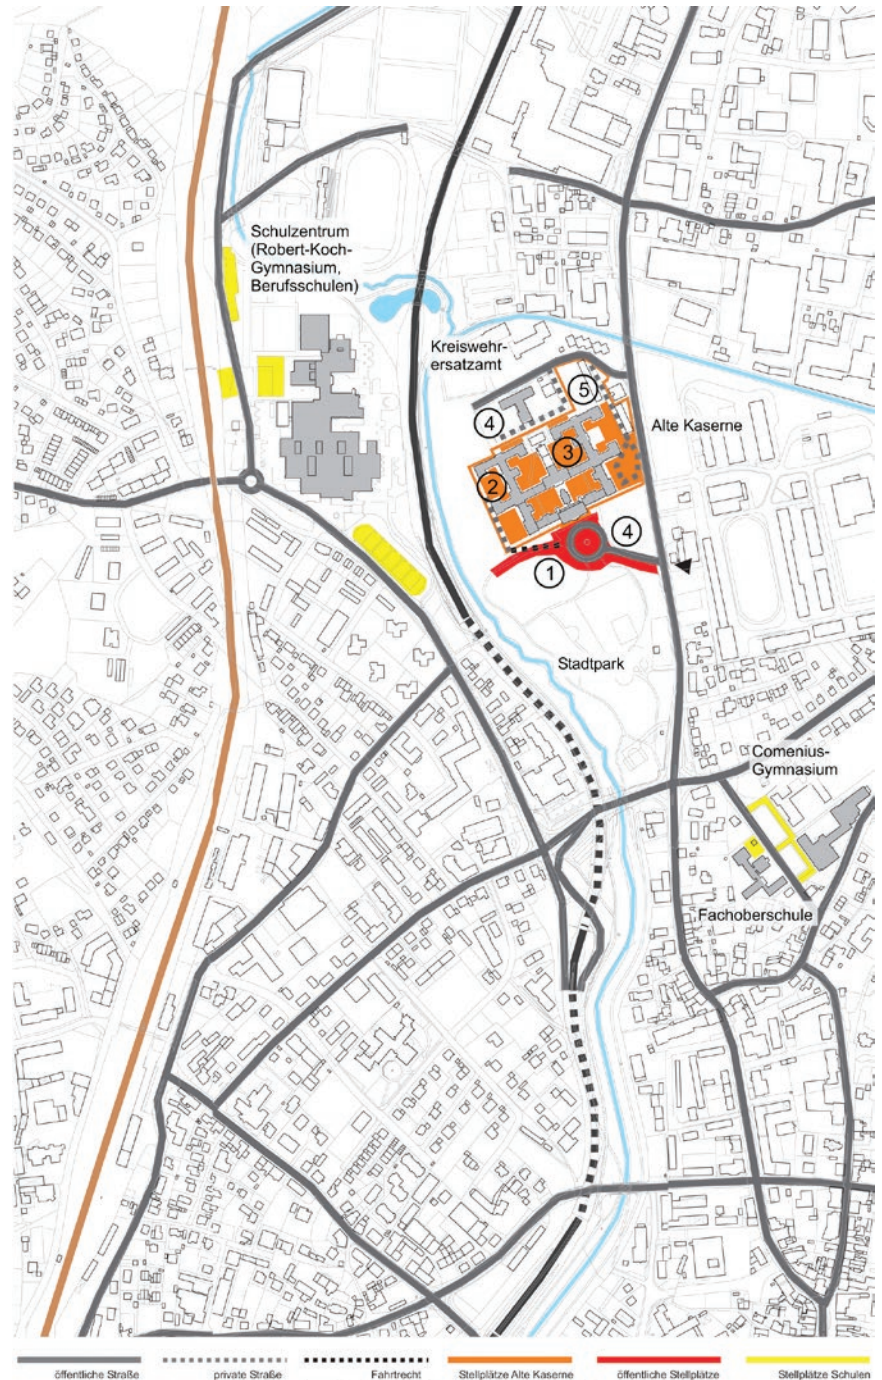 Schulzentrum
(Robert-Koch-
Gymnasium,
Berufsschulen)
Kreiswehr-
ersatzamt
5
4
Alte Kaserne
3
2
4
1
Stadtpark
Comenius-
Gymnasium
Fachoberschule
öffentliche Straße
private Straße
Fahrtrecht
Stellplätze Alte Kaserne
öffentliche Stellplätze
Stellplätze Schulen